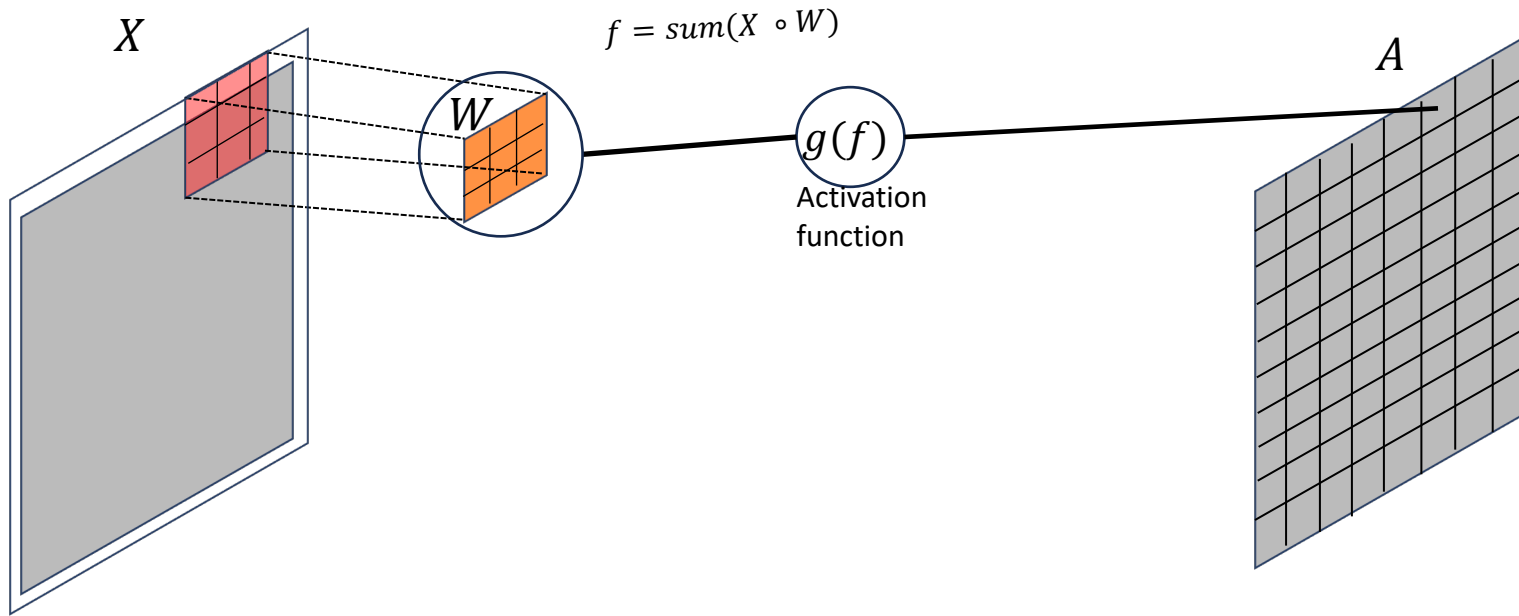 X
f = sum(X ∘ W)
A
W
g(f)
Activation
function